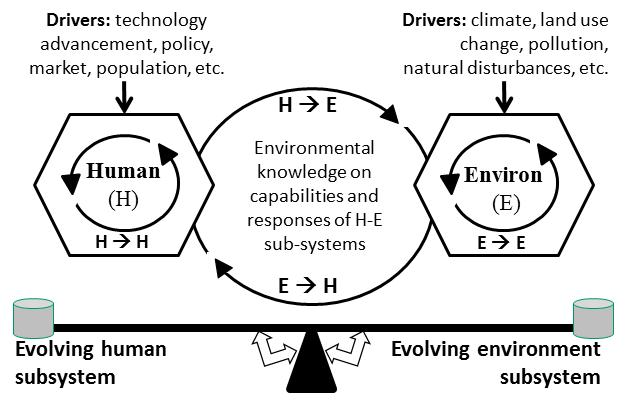 Drivers: technology
advancement, policy,
market, population, etc.
Drivers: climate, land use
change, pollution,
natural disturbances, etc.
H → E
Human
(H)
H → H
Environmental
knowledge on
capabilities and
responses of H-E
sub-systems
Environ
(E)
E → E
E → H
Evolving human
subsystem
Evolving environment
subsystem